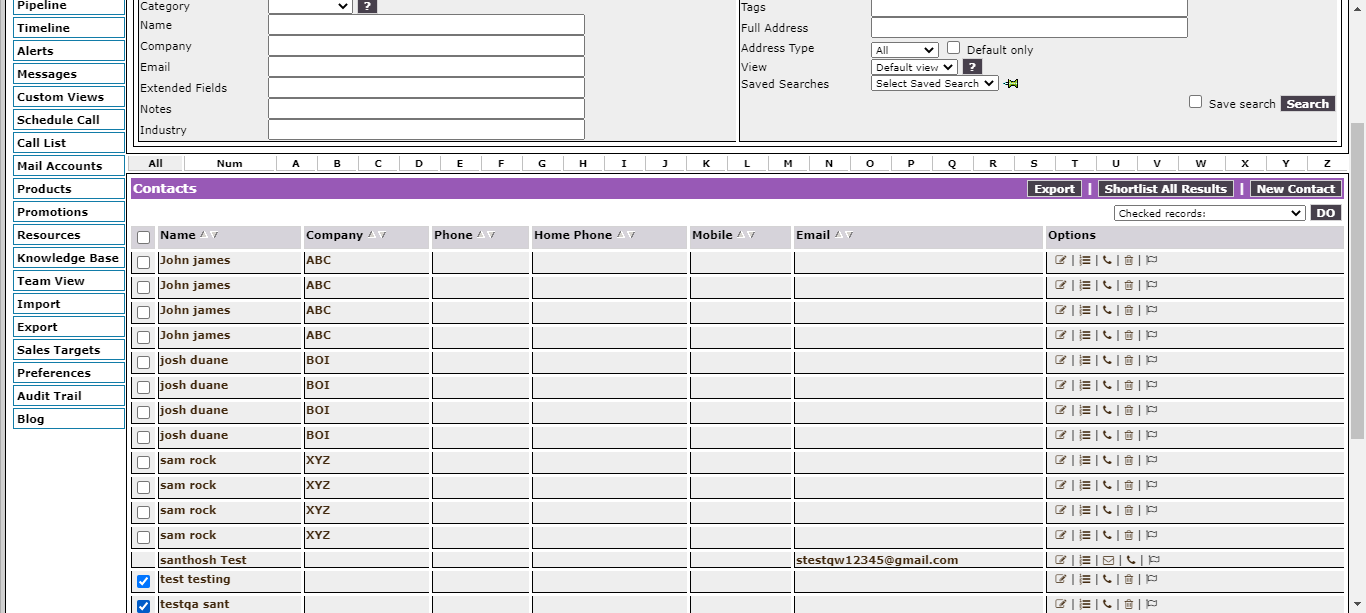 Pipeline
Timeline
Alerts
Messages
Custom Views
Schedule Call
Call List
Mail Accounts
Products
Promotions
Resources
Knowledge Base
Team View
Import
Export
Sales Targets
Preferences
Audit Trail
Blog
Category ?
Name
Company
Email
Extended Fields
Notes
Industry
Tags
Full Address
Address Type All Default only
View Default view ?
Saved Searches Select Saved Search
Save search Search
All Num A B C D E F G H I J K L M N O P Q R S T U V W X Y Z
Contacts Export | Shortlist All Results | New Contact
Checked records: DO
Name Company Phone Home Phone Mobile Email Options
John james ABC | | | |
John james ABC | | | |
John james ABC | | | |
John james ABC | | | |
josh duane BOI | | | |
josh duane BOI | | | |
josh duane BOI | | | |
josh duane BOI | | | |
sam rock XYZ | | | |
sam rock XYZ | | | |
sam rock XYZ | | | |
sam rock XYZ | | | |
santhosh Test stestqw12345@gmail.com | | | |
test testing | | | |
testqa sant | | | |